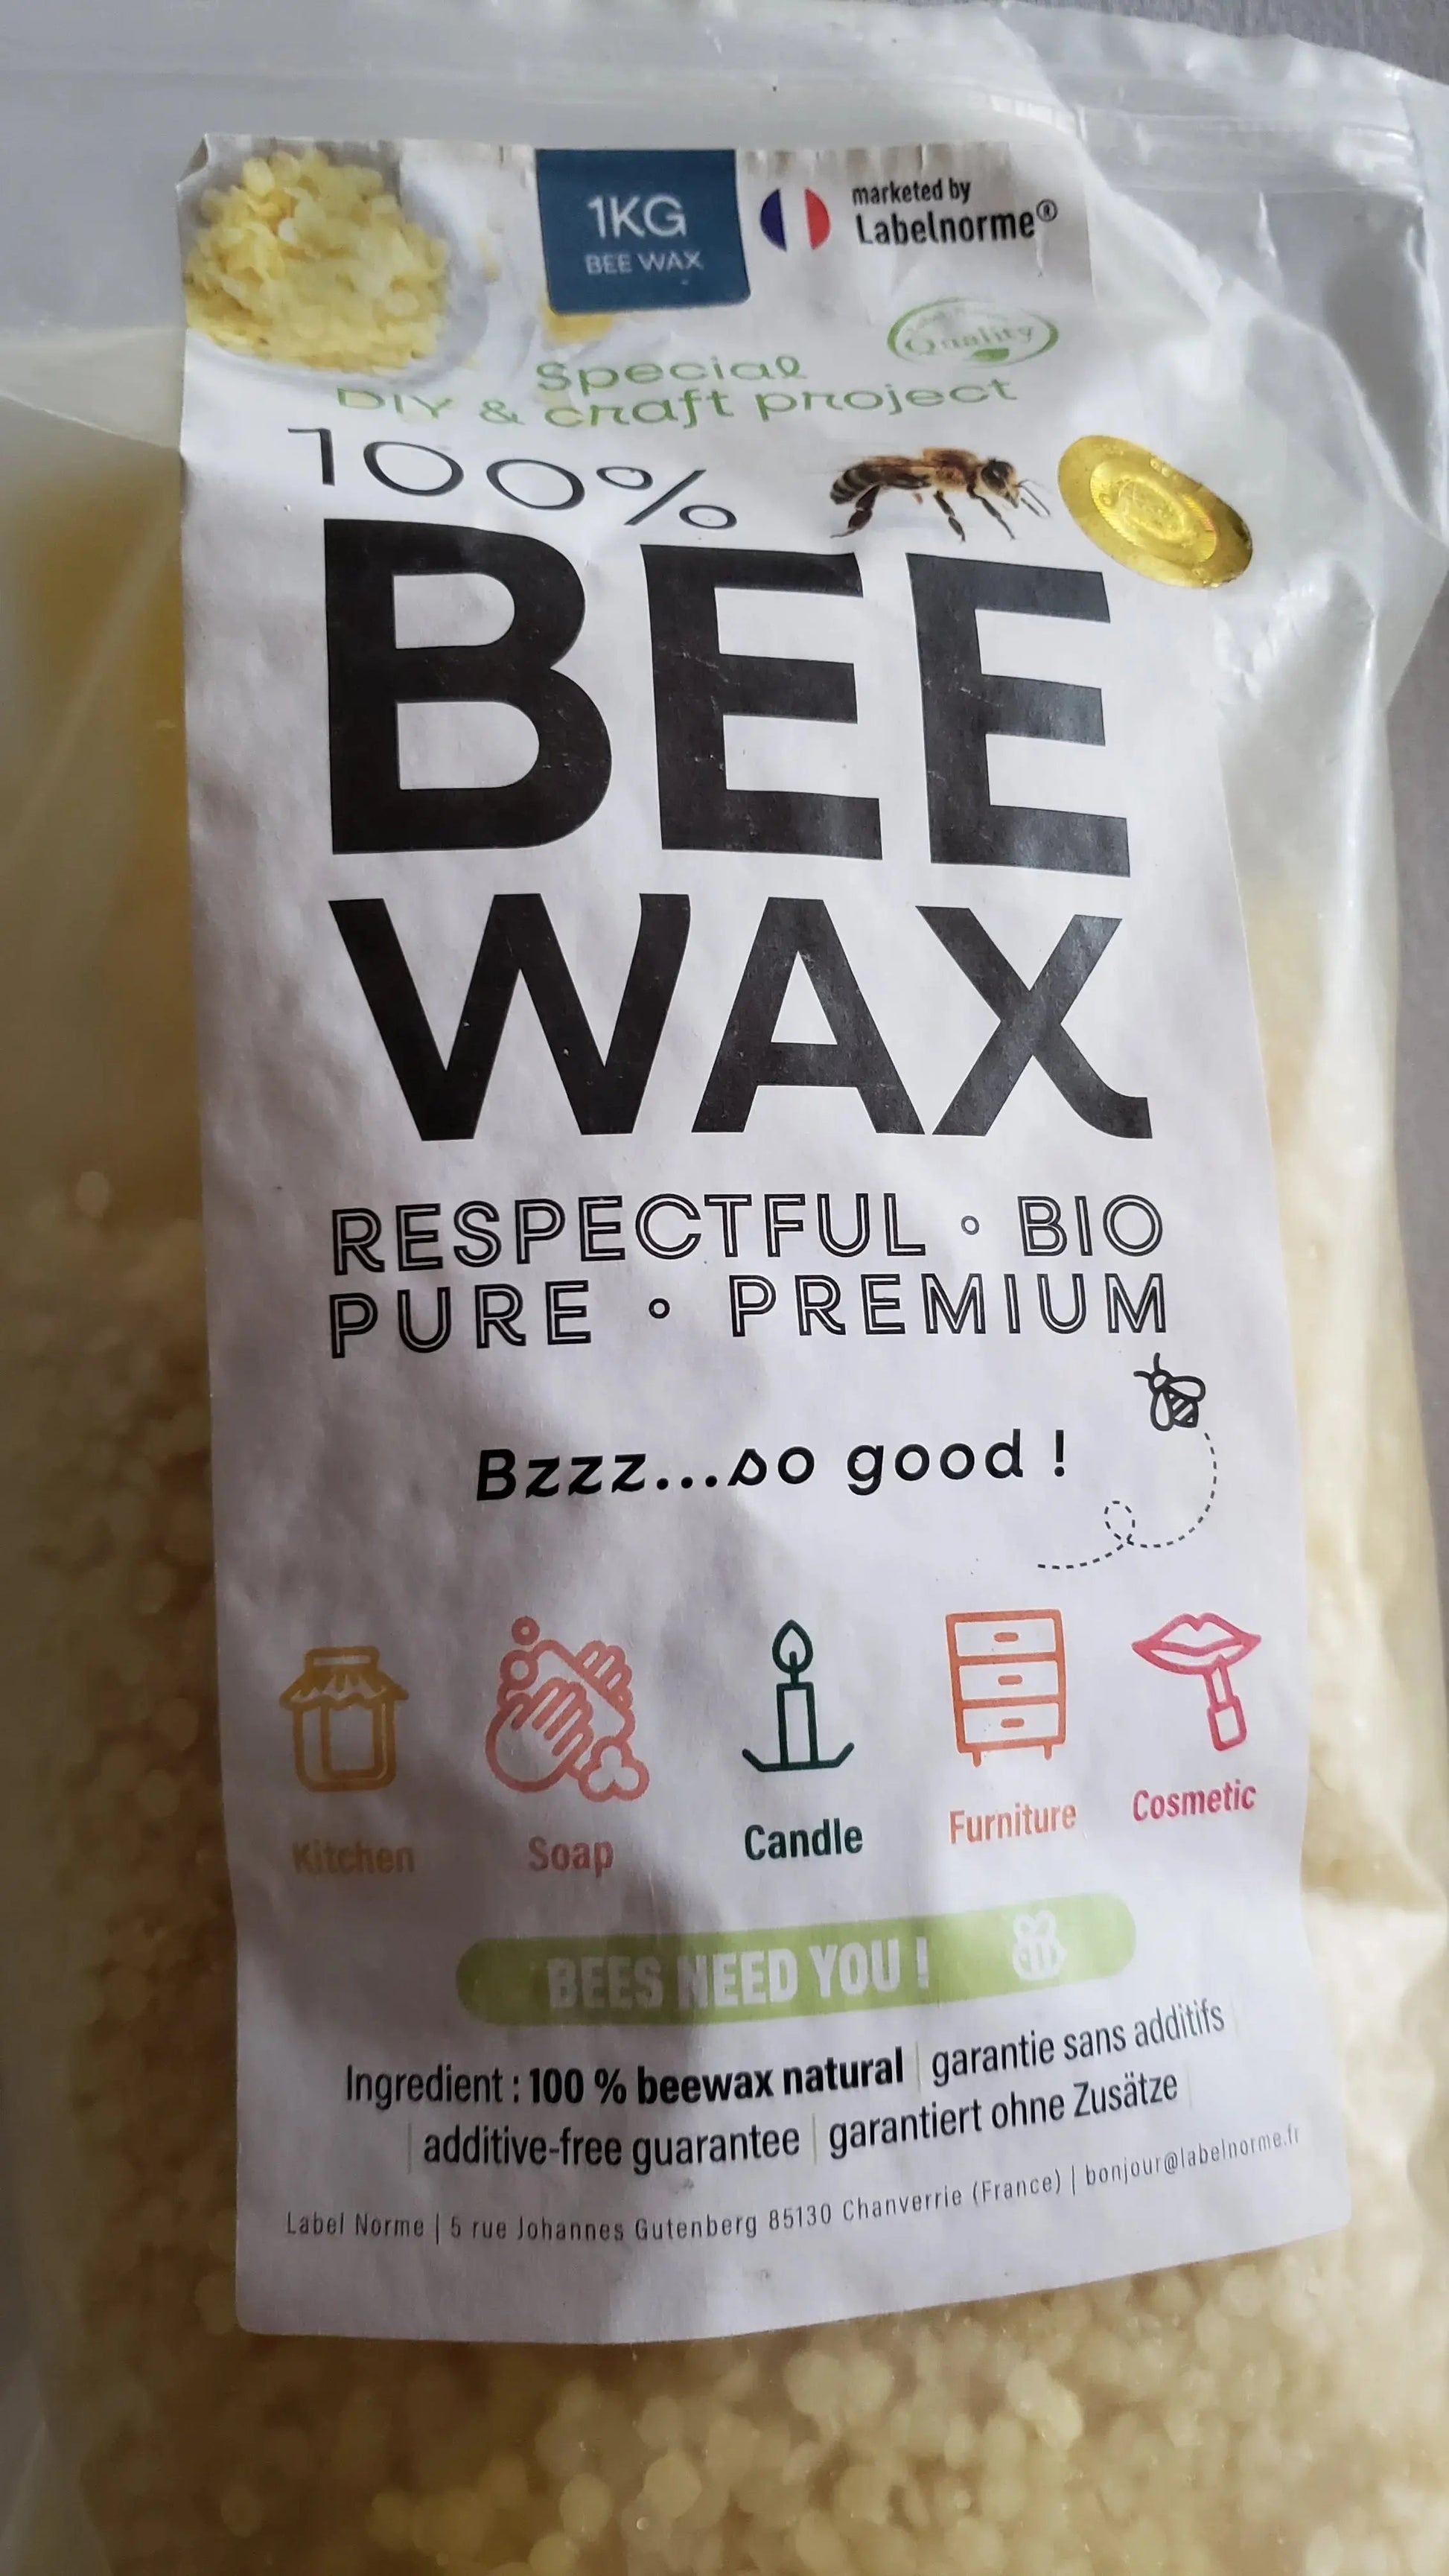 1KG
BEE WAX
marketed by
Labelnorme®
Quality
Special
DIY & craft project
100%
BEE
WAX
RESPECTFUL • BIO
PURE • PREMIUM
Bzzz...so good !
Kitchen
Soap
Candle
Furniture
Cosmetic
BEES NEED YOU !
Ingredient : 100 % beewax natural | garantie sans additifs |
| additive-free guarantee | garantiert ohne Zusätze |
Label Norme | 5 rue Johannes Gutenberg 85130 Chanverrie (France) | bonjour@labelnorme.fr